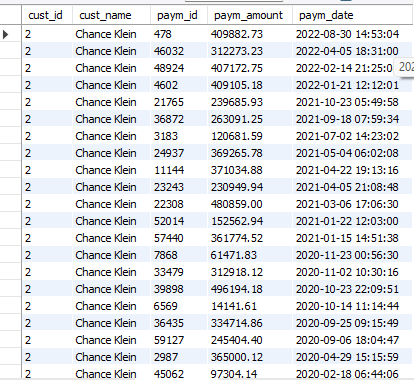 cust_id cust_name paym_id paym_amount paym_date
2 Chance Klein 478 409882.73 2022-08-30 14:53:04
2 Chance Klein 46032 312273.23 2022-04-05 18:31:00
2 Chance Klein 48924 407172.75 2022-02-14 21:25:0
202
2 Chance Klein 4602 409105.18 2022-01-21 12:12:01
2 Chance Klein 21765 239685.93 2021-10-23 05:49:58
2 Chance Klein 36872 263091.25 2021-09-18 07:59:34
2 Chance Klein 3183 120681.59 2021-07-02 14:23:02
2 Chance Klein 24937 369265.78 2021-05-04 06:02:08
2 Chance Klein 11144 371034.88 2021-04-22 19:13:16
2 Chance Klein 23243 230949.94 2021-04-05 21:08:48
2 Chance Klein 22308 480859.00 2021-03-06 17:06:30
2 Chance Klein 52014 152562.94 2021-01-22 12:03:00
2 Chance Klein 57440 361774.52 2021-01-15 14:51:38
2 Chance Klein 7868 61471.83 2020-11-23 00:56:30
2 Chance Klein 33479 312918.12 2020-11-02 10:30:16
2 Chance Klein 39898 496194.18 2020-10-23 22:09:51
2 Chance Klein 6569 14141.61 2020-10-14 11:14:44
2 Chance Klein 36435 334714.86 2020-09-25 09:15:49
2 Chance Klein 59127 245404.40 2020-09-06 18:04:47
2 Chance Klein 2987 365000.12 2020-04-29 15:15:59
2 Chance Klein 45062 97304.14 2020-02-18 06:44:06